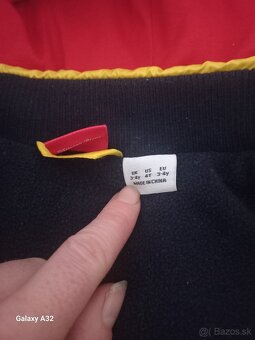 UK US EU
3-4y 4T 3-4y
MADE IN CHINA
Galaxy A32
Bazos.sk